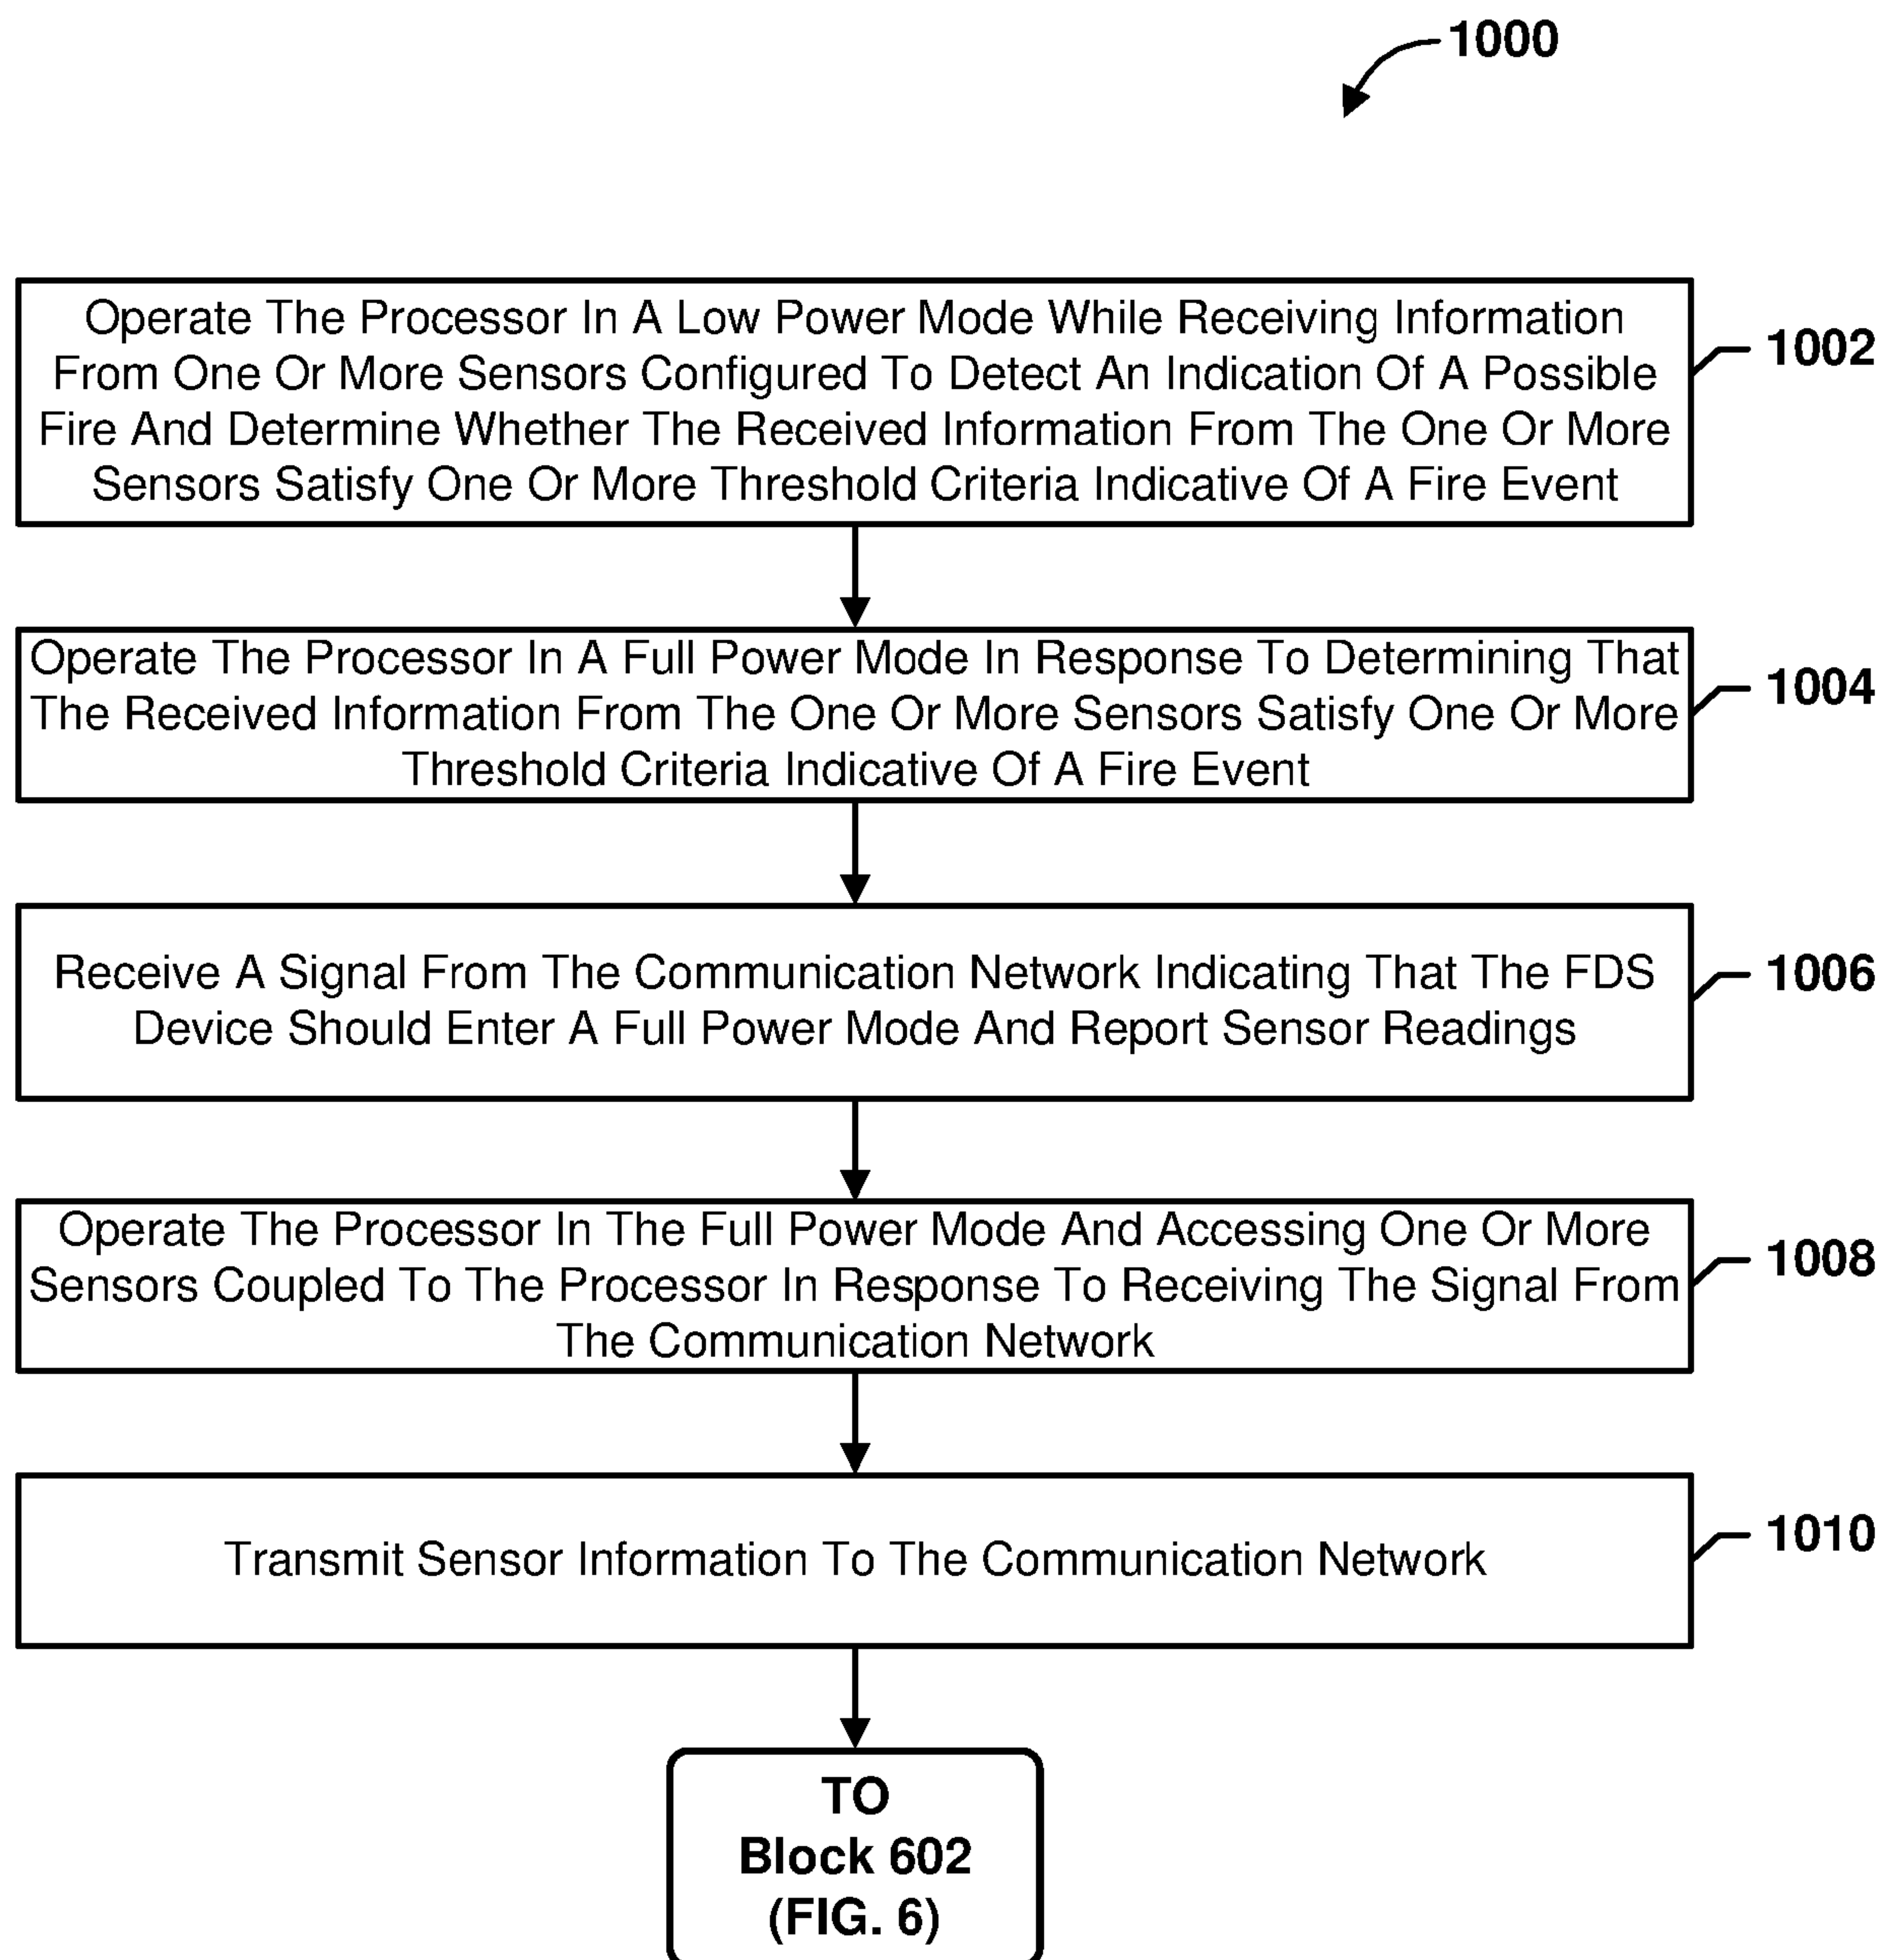 1000
Operate The Processor In A Low Power Mode While Receiving Information
From One Or More Sensors Configured To Detect An Indication Of A Possible
Fire And Determine Whether The Received Information From The One Or More
Sensors Satisfy One Or More Threshold Criteria Indicative Of A Fire Event
1002
Operate The Processor In A Full Power Mode In Response To Determining That
The Received Information From The One Or More Sensors Satisfy One Or More
Threshold Criteria Indicative Of A Fire Event
1004
Receive A Signal From The Communication Network Indicating That The FDS
Device Should Enter A Full Power Mode And Report Sensor Readings
1006
Operate The Processor In The Full Power Mode And Accessing One Or More
Sensors Coupled To The Processor In Response To Receiving The Signal From
The Communication Network
1008
Transmit Sensor Information To The Communication Network
1010
TO
Block 602
(FIG. 6)